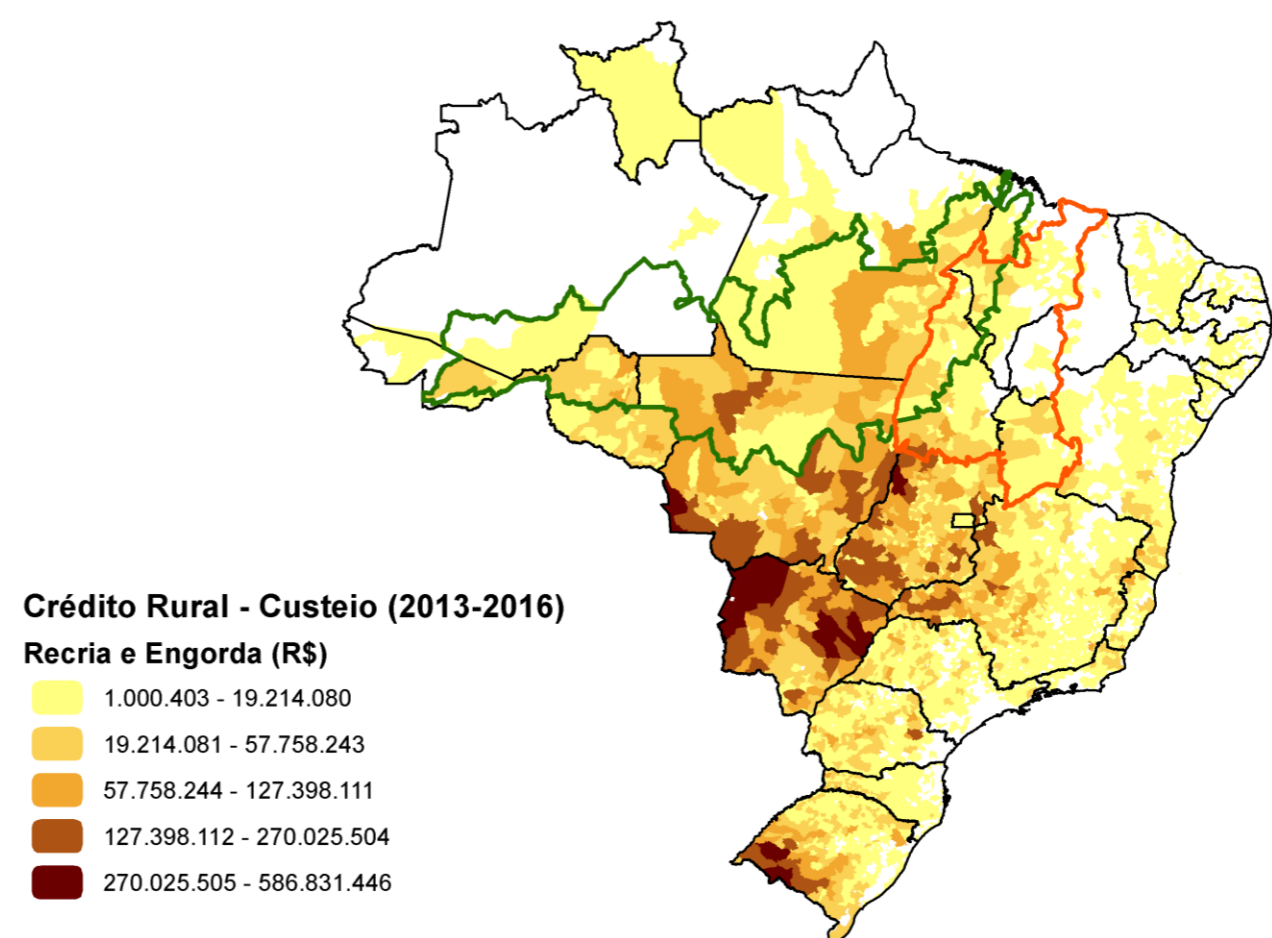 Crédito Rural - Custeio (2013-2016)
Recria e Engorda (R$)
1.000.403 - 19.214.080
19.214.081 - 57.758.243
57.758.244 - 127.398.111
127.398.112 - 270.025.504
270.025.505 - 586.831.446